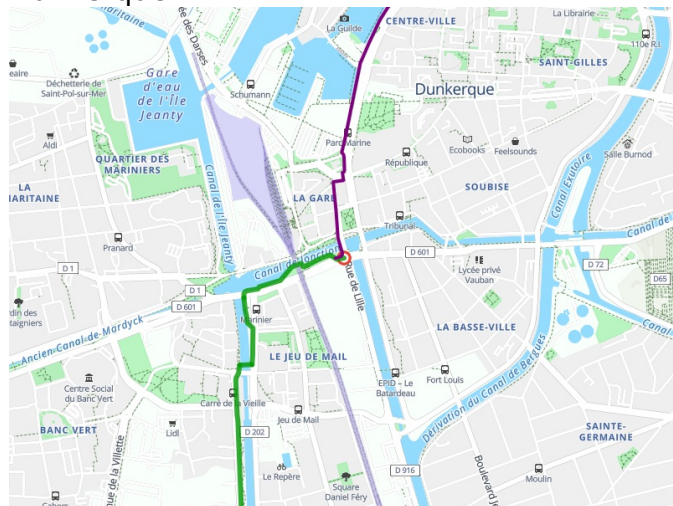 La Guilde
CENTRE-VILLE
La Librairie
110e R.I.
Schumann
SAINT-GILLES
Gare
d'eau
de l'Île
Jeanty
Déchetterie de
Saint-Pol-sur-Mer
Dunkerque
Aldi
Parc Marine
République
Ecobooks
Feelsounds
Salle Burnod
QUARTIER DES
MARINIERS
LA GARE
SOUBISE
Canal Exutoire
Canal de l'Île Jeanty
Tribunal
Pranard
Canal de Jonction
Rue de Lille
D 601
Lycée privé
Vauban
D 72
D65
D 1
D 1
D 601
Marinier
LA BASSE-VILLE
Ancien Canal de Mardyck
LE JEU DE MAIL
Centre Social
du Banc Vert
EPID – Le
Batardeau
Fort Louis
Carré de la Vieille
Dérivation du Canal de Bergues
BANC VERT
Lidl
Jeu de Mail
D 202
SAINTE-
GERMAINE
D 916
Le Repère
Square
Daniel Féry
Moulin